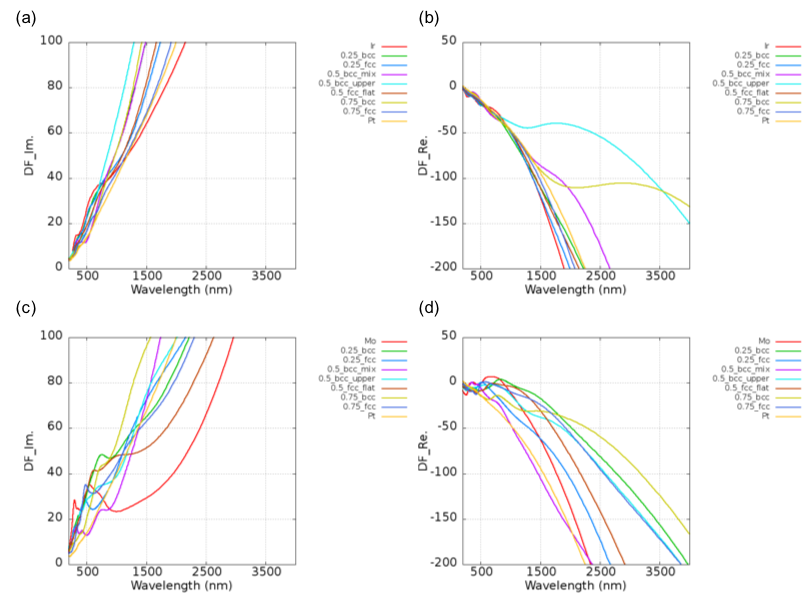 (a)
100
80
60
40
20
0
DF_Im.
500
1500
2500
3500
Wavelength (nm)
Ir
0.25_bcc
0.25_fcc
0.5_bcc_mix
0.5_bcc_upper
0.5_fcc_flat
0.75_bcc
0.75_fcc
Pt
(b)
50
0
-50
-100
-150
-200
DF_Re.
500
1500
2500
3500
Wavelength (nm)
Ir
0.25_bcc
0.25_fcc
0.5_bcc_mix
0.5_bcc_upper
0.5_fcc_flat
0.75_bcc
0.75_fcc
Pt
(c)
100
80
60
40
20
0
DF_Im.
500
1500
2500
3500
Wavelength (nm)
Mo
0.25_bcc
0.25_fcc
0.5_bcc_mix
0.5_bcc_upper
0.5_fcc_flat
0.75_bcc
0.75_fcc
Pt
(d)
50
0
-50
-100
-150
-200
DF_Re.
500
1500
2500
3500
Wavelength (nm)
Mo
0.25_bcc
0.25_fcc
0.5_bcc_mix
0.5_bcc_upper
0.5_fcc_flat
0.75_bcc
0.75_fcc
Pt